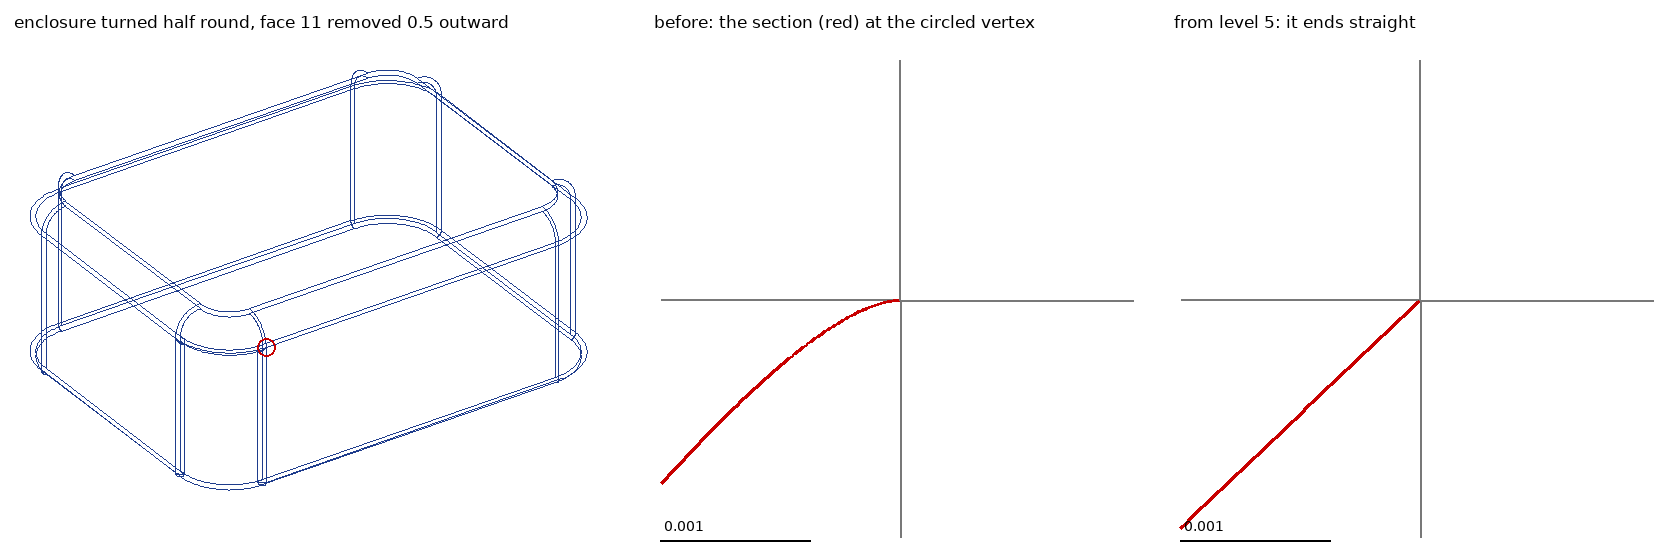 enclosure turned half round, face 11 removed 0.5 outward
before: the section (red) at the circled vertex
from level 5: it ends straight
0.001
0.001